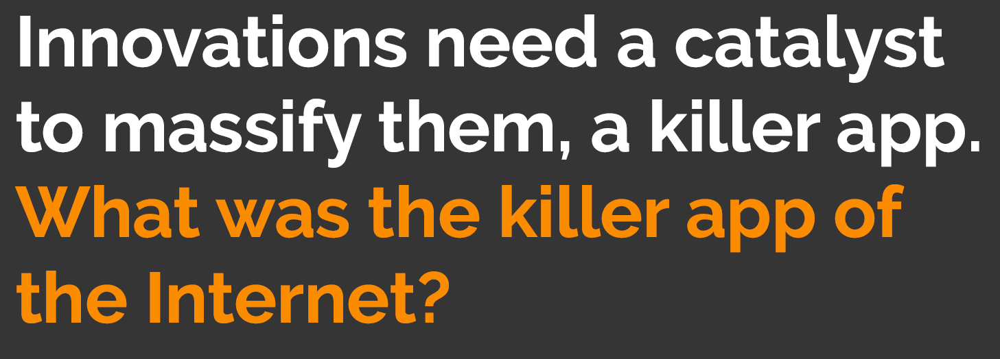 Innovations need a catalyst
to massify them, a killer app.
What was the killer app of
the Internet?